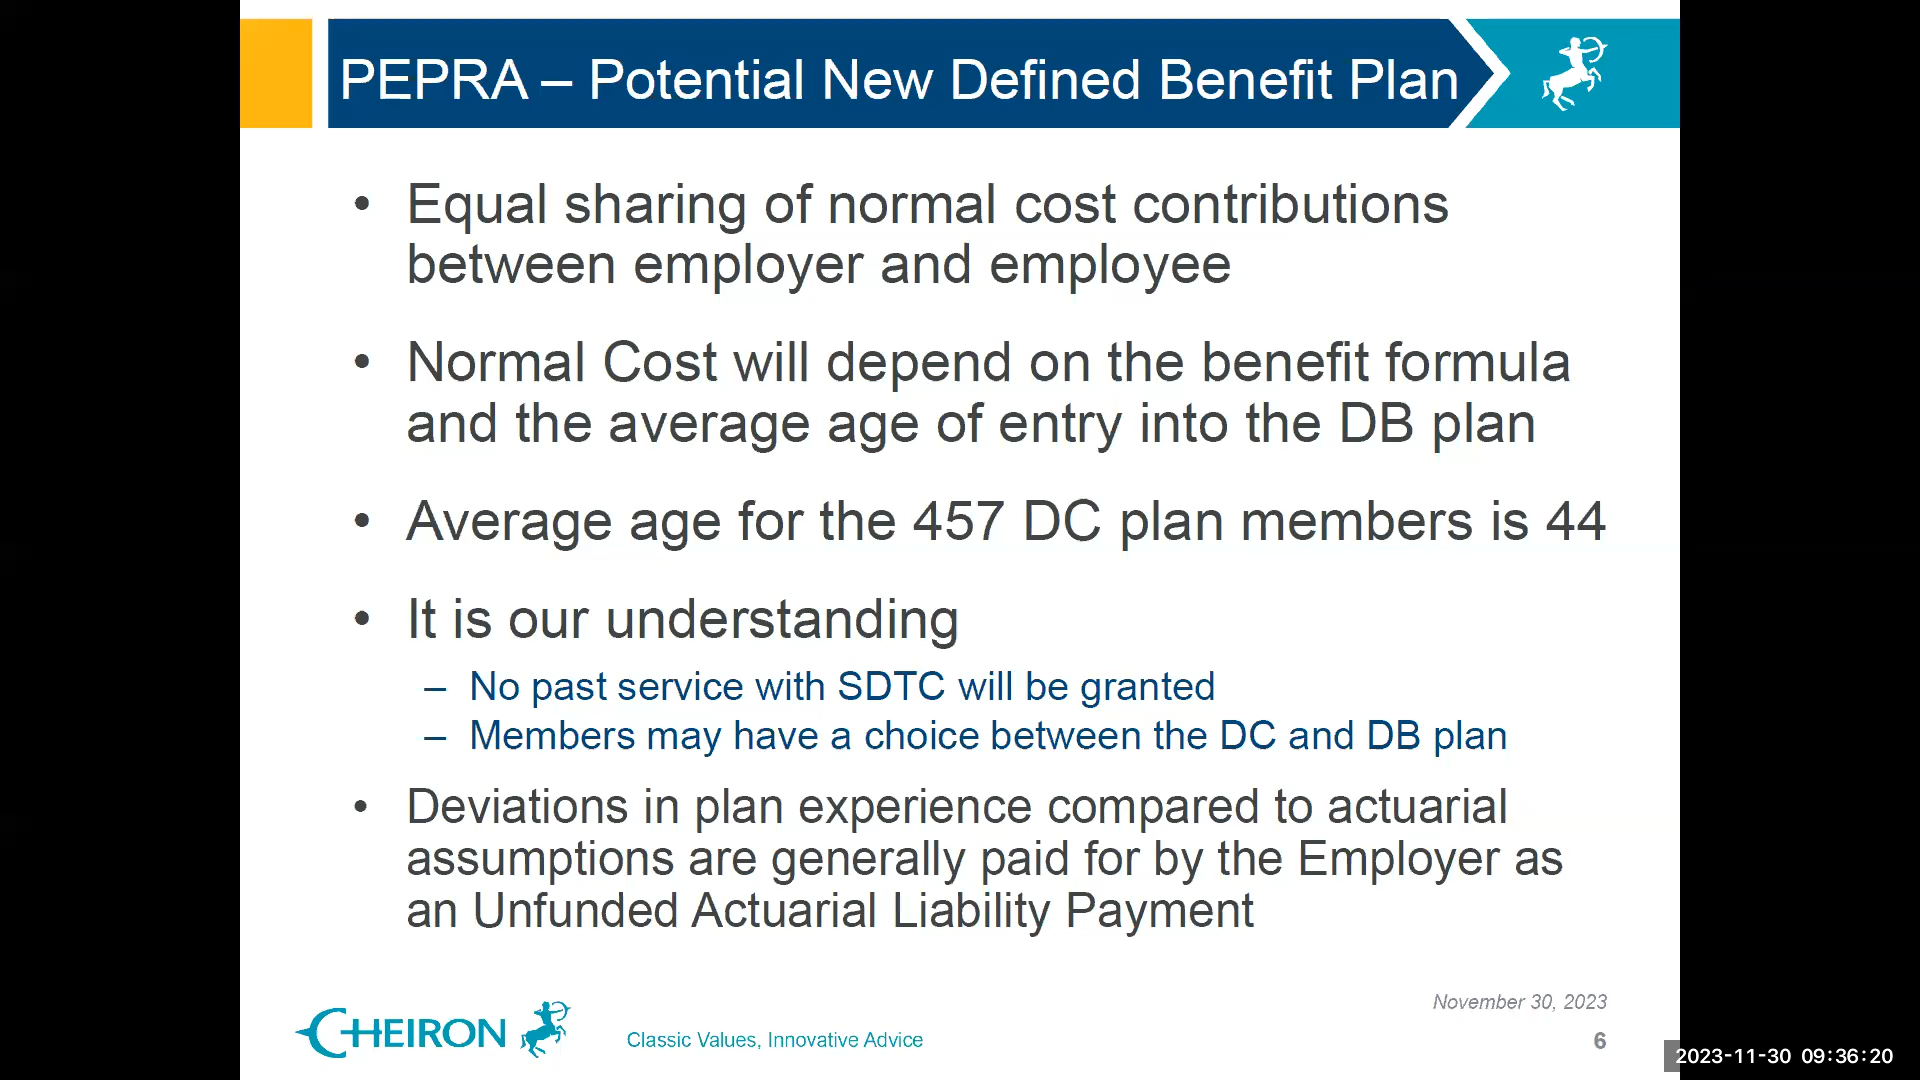 PEPRA – Potential New Defined Benefit Plan
• Equal sharing of normal cost contributions
between employer and employee
• Normal Cost will depend on the benefit formula
and the average age of entry into the DB plan
• Average age for the 457 DC plan members is 44
• It is our understanding
– No past service with SDTC will be granted
– Members may have a choice between the DC and DB plan
• Deviations in plan experience compared to actuarial
assumptions are generally paid for by the Employer as
an Unfunded Actuarial Liability Payment
November 30, 2023
CHEIRON
Classic Values, Innovative Advice
6
2023-11-30 09:36:20